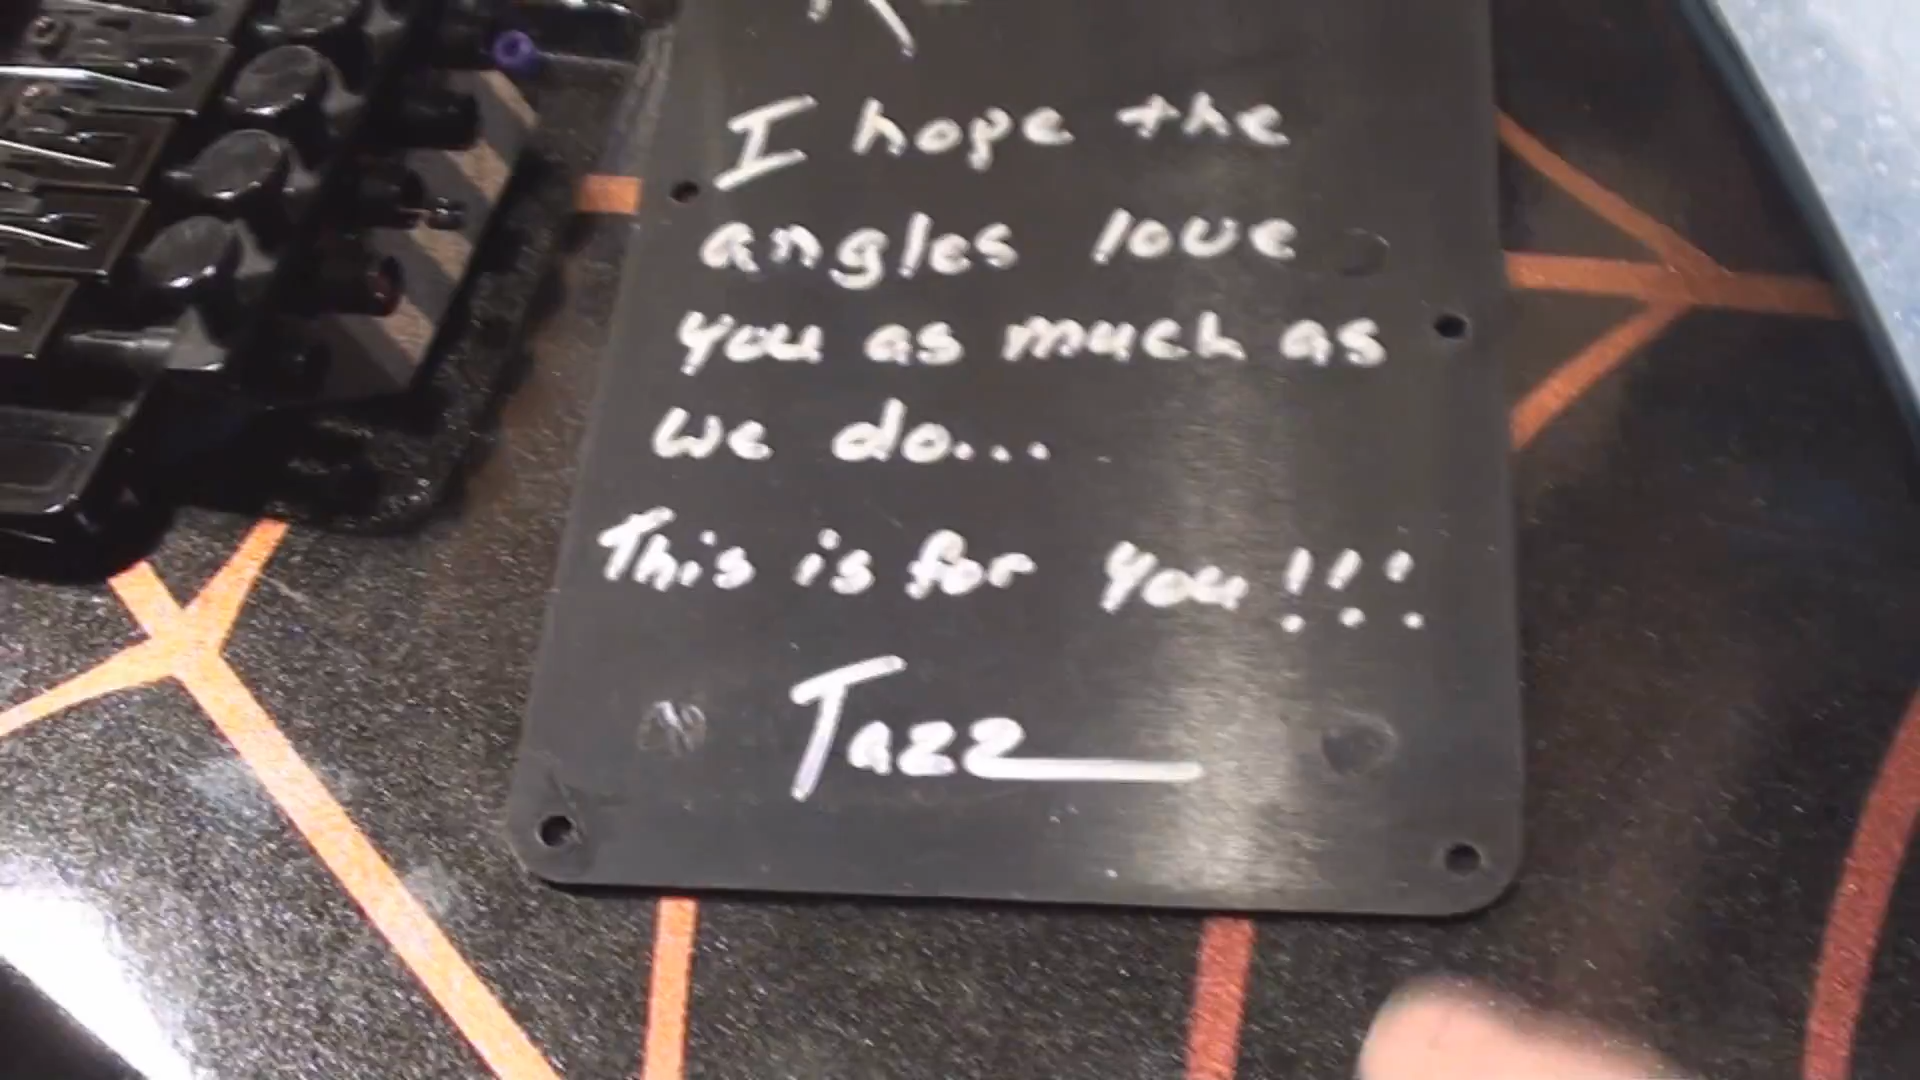 I hope the
angles love
you as much as
we do...
This is for you!!!
Tazz